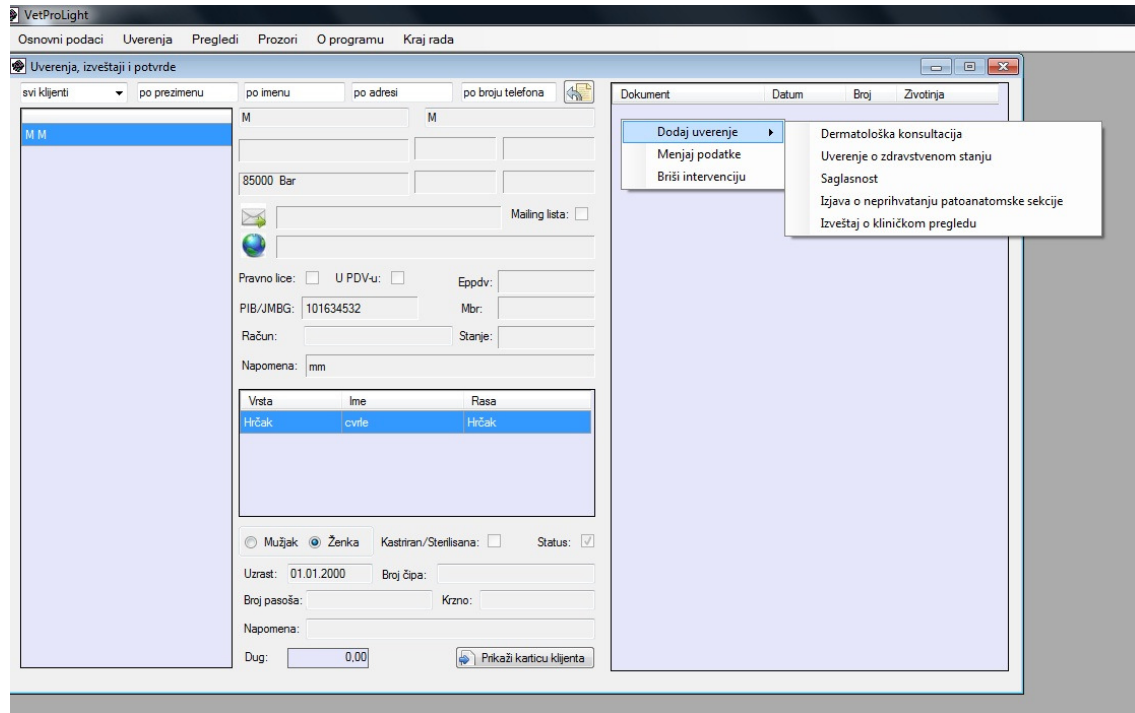 VetProLight
Osnovni podaci Uverenja Pregledi Prozori O programu Kraj rada
Uverenja, izveštaji i potvrde
svi klijenti po prezimenu po imenu po adresi po broju telefona
M M
M M
85000 Bar
Mailing lista:
Pravno lice: U PDV-u: Eppdv:
PIB/JMBG: 101634532 Mbr:
Račun: Stanje:
Napomena: mm
Vrsta Ime Rasa
Hrčak cvrle Hrčak
Mužjak Ženka Kastriran/Sterilisana: Status:
Uzrast: 01.01.2000 Broj čipa:
Broj pasoša: Krzno:
Napomena:
Dug: 0,00 Prikaži karticu klijenta
Dokument Datum Broj Zivotinja
Dodaj uverenje
Menjaj podatke
Briši intervenciju
Dermatološka konsultacija
Uverenje o zdravstvenom stanju
Saglasnost
Izjava o neprihvatanju patoanatomske sekcije
Izveštaj o kliničkom pregledu